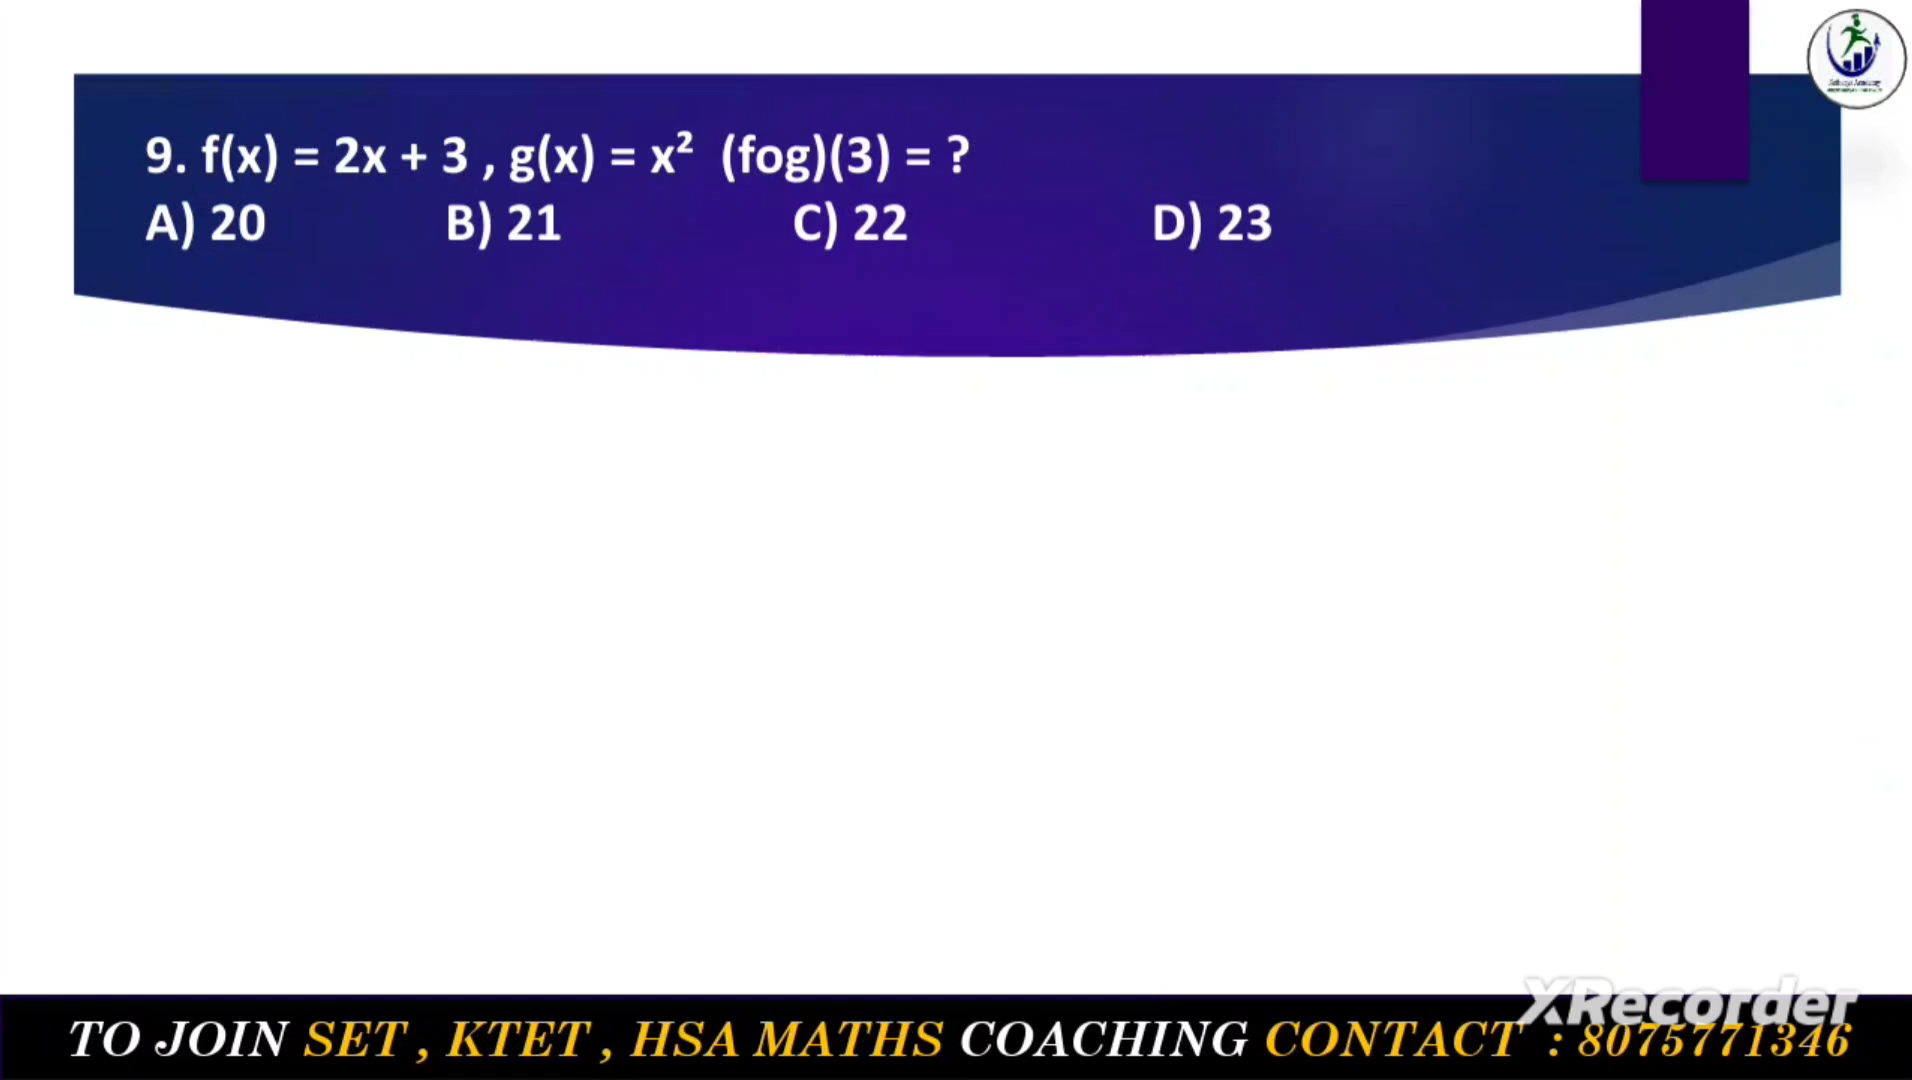 9. f(x) = 2x + 3 , g(x) = x² (fog)(3) = ?
A) 20 B) 21 C) 22 D) 23
XRecorder
TO JOIN SET , KTET , HSA MATHS COACHING CONTACT : 8075771346